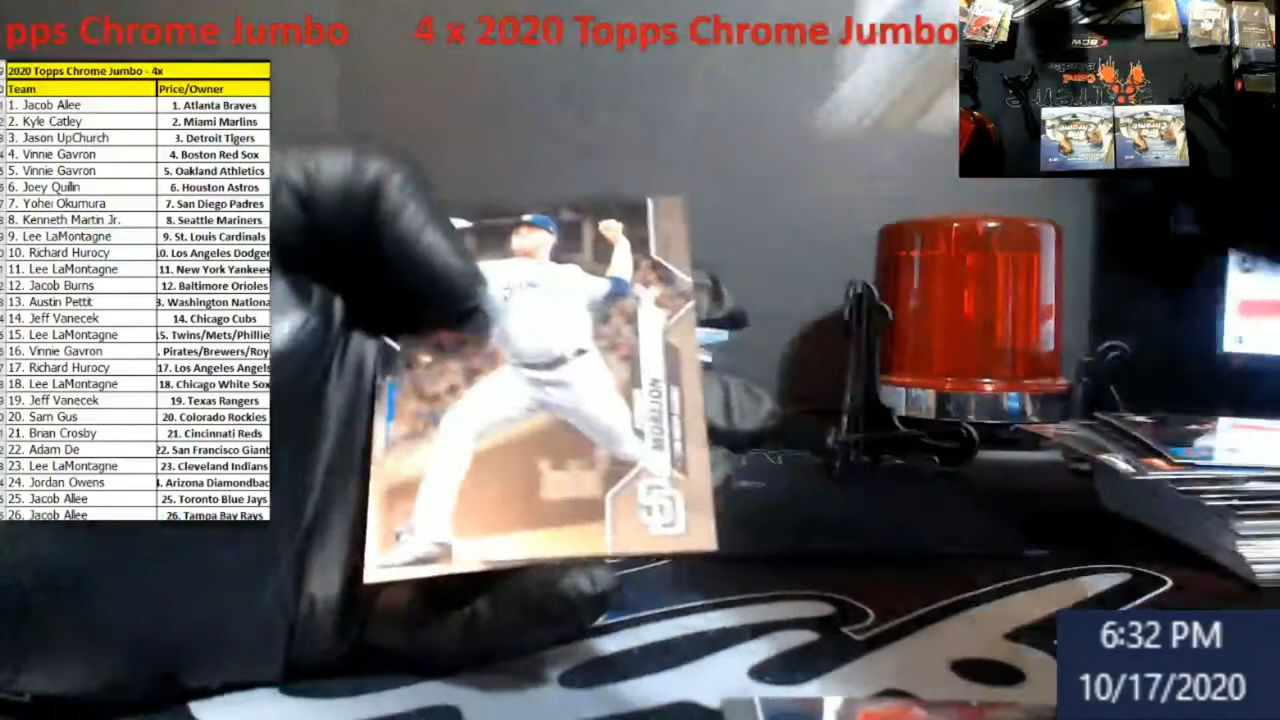 pps Chrome Jumbo 4 x 2020 Topps Chrome Jumbo
2020 Topps Chrome Jumbo - 4x
Team Price/Owner
1. Jacob Allee 1. Atlanta Braves
2. Kyle Catley 2. Miami Marlins
3. Jason UpChurch 3. Detroit Tigers
4. Vinnie Gavron 4. Boston Red Sox
5. Vinnie Gavron 5. Oakland Athletics
6. Joey Quilin 6. Houston Astros
7. Yohei Okumura 7. San Diego Padres
8. Kenneth Martin Jr. 8. Seattle Mariners
9. Lee LaMontagne 9. St. Louis Cardinals
10. Richard Hurocy 10. Los Angeles Dodger
11. Lee LaMontagne 11. New York Yankees
12. Jacob Burns 12. Baltimore Orioles
13. Austin Pettit 3. Washington Nationa
14. Jeff Vanecek 14. Chicago Cubs
15. Lee LaMontagne 15. Twins/Mets/Phillie
16. Vinnie Gavron . Pirates/Brewers/Roy
17. Richard Hurocy 17. Los Angeles Angels
18. Lee LaMontagne 18. Chicago White Sox
19. Jeff Vanecek 19. Texas Rangers
20. Sam Gus 20. Colorado Rockies
21. Brian Crosby 21. Cincinnati Reds
22. Adam De 22. San Francisco Giant
23. Lee LaMontagne 23. Cleveland Indians
24. Jordan Owens 4. Arizona Diamondbac
25. Jacob Allee 25. Toronto Blue Jays
26. Jacob Allee 26. Tampa Bay Rays
MOREJON
SD
6:32 PM
10/17/2020